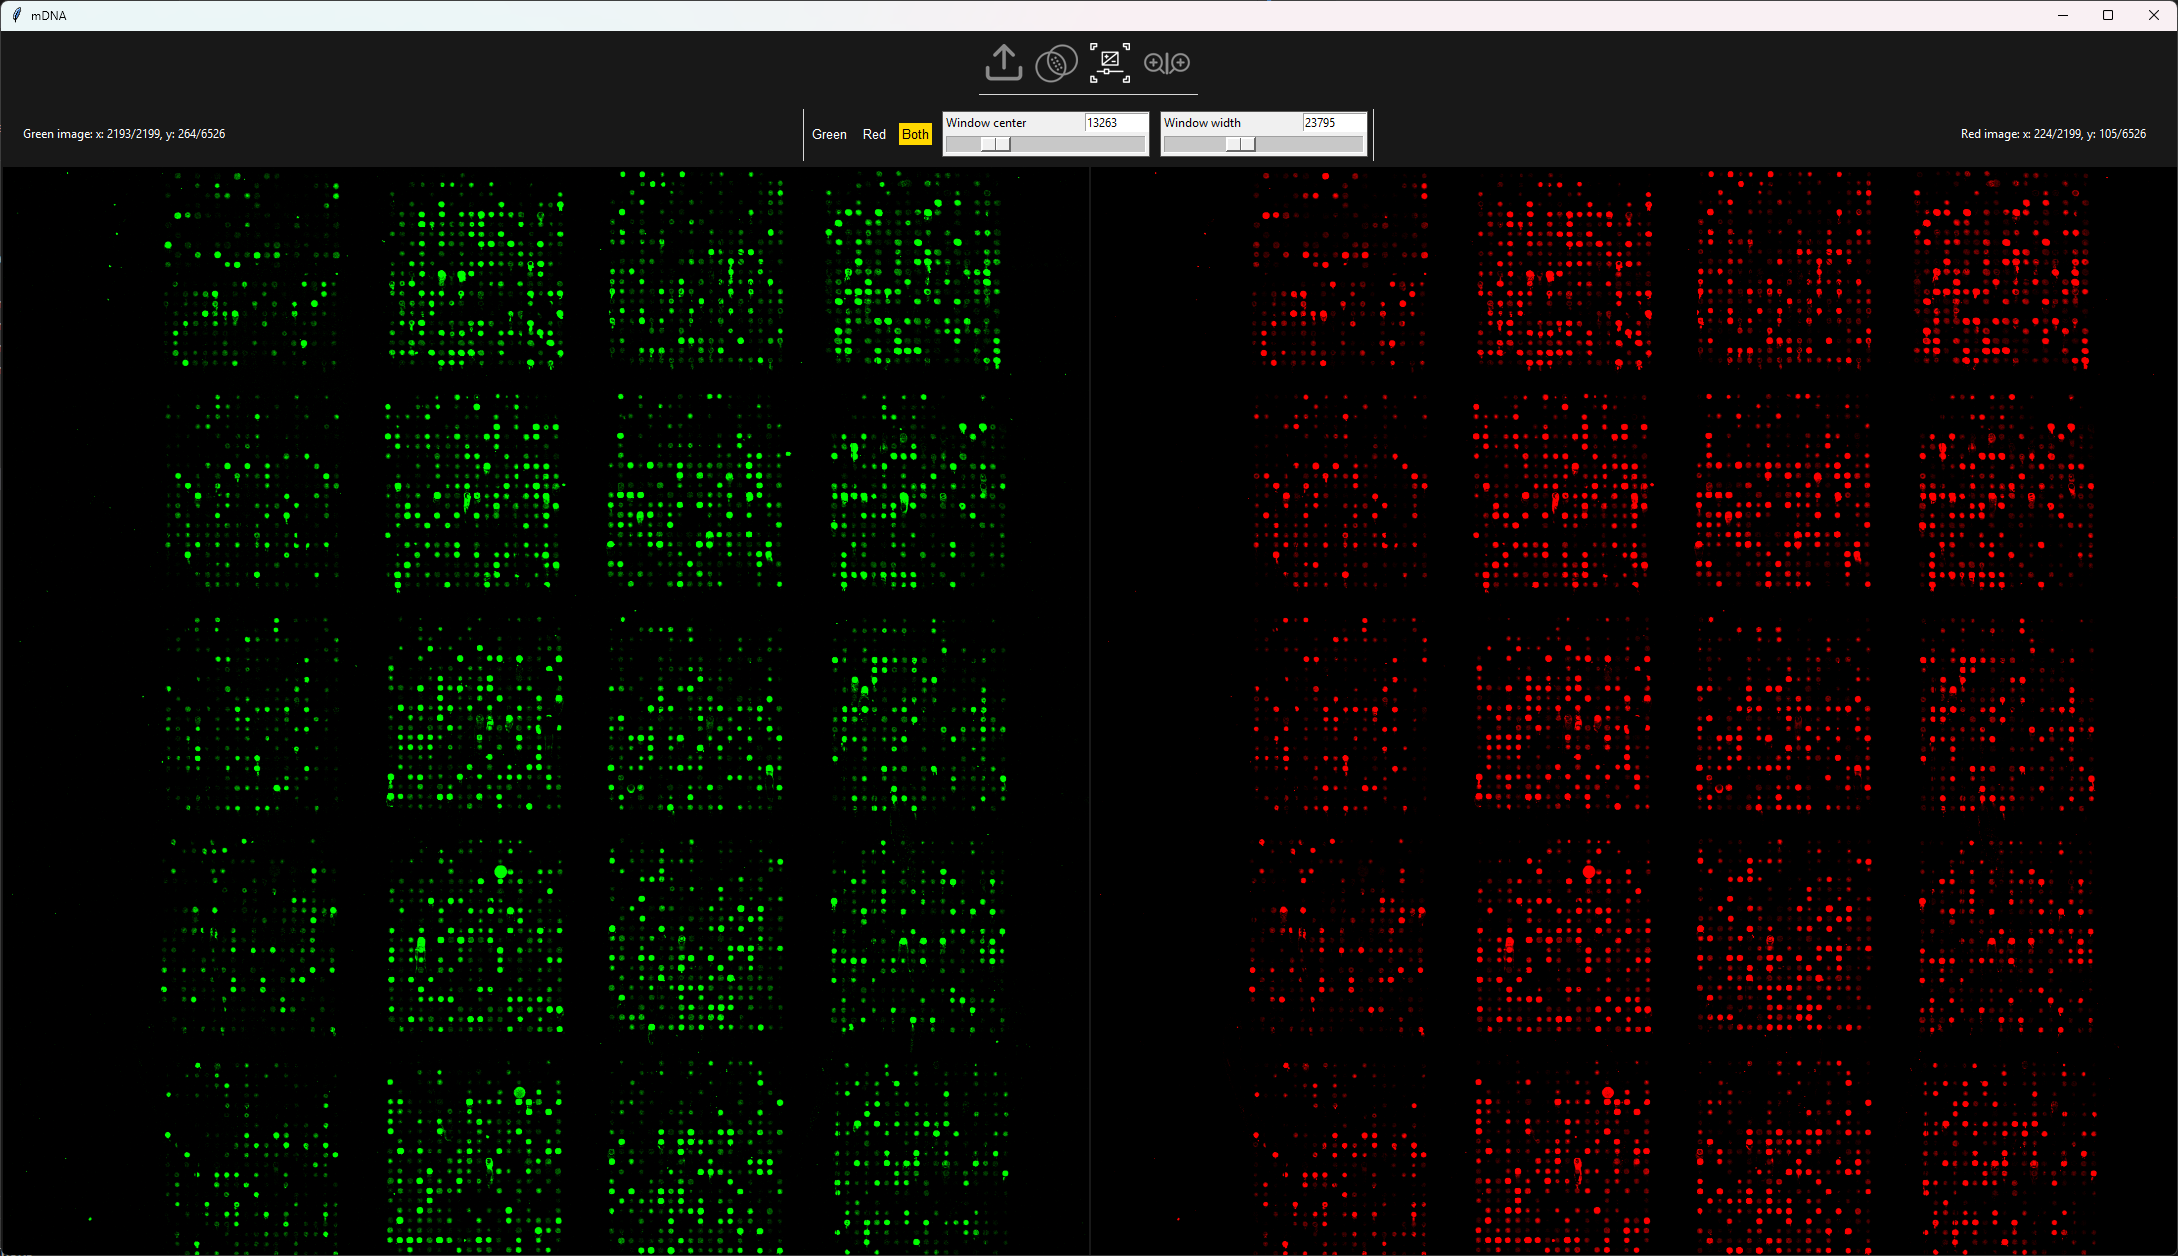 mDNA
Green image: x: 2193/2199, y: 264/6526
Green Red Both
Window center 13263
Window width 23795
Red image: x: 224/2199, y: 105/6526